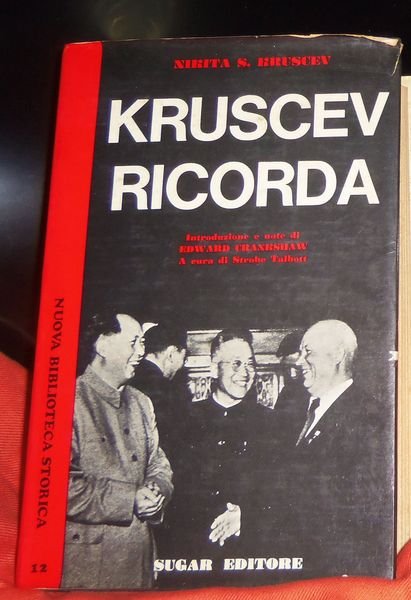 NIKITA S. KRUSCEV
KRUSCEV
RICORDA
Introduzione e note di
EDWARD CRANKSHAW
A cura di Strobe Talbott
NUOVA BIBLIOTECA STORICA
12
SUGAR EDITORE